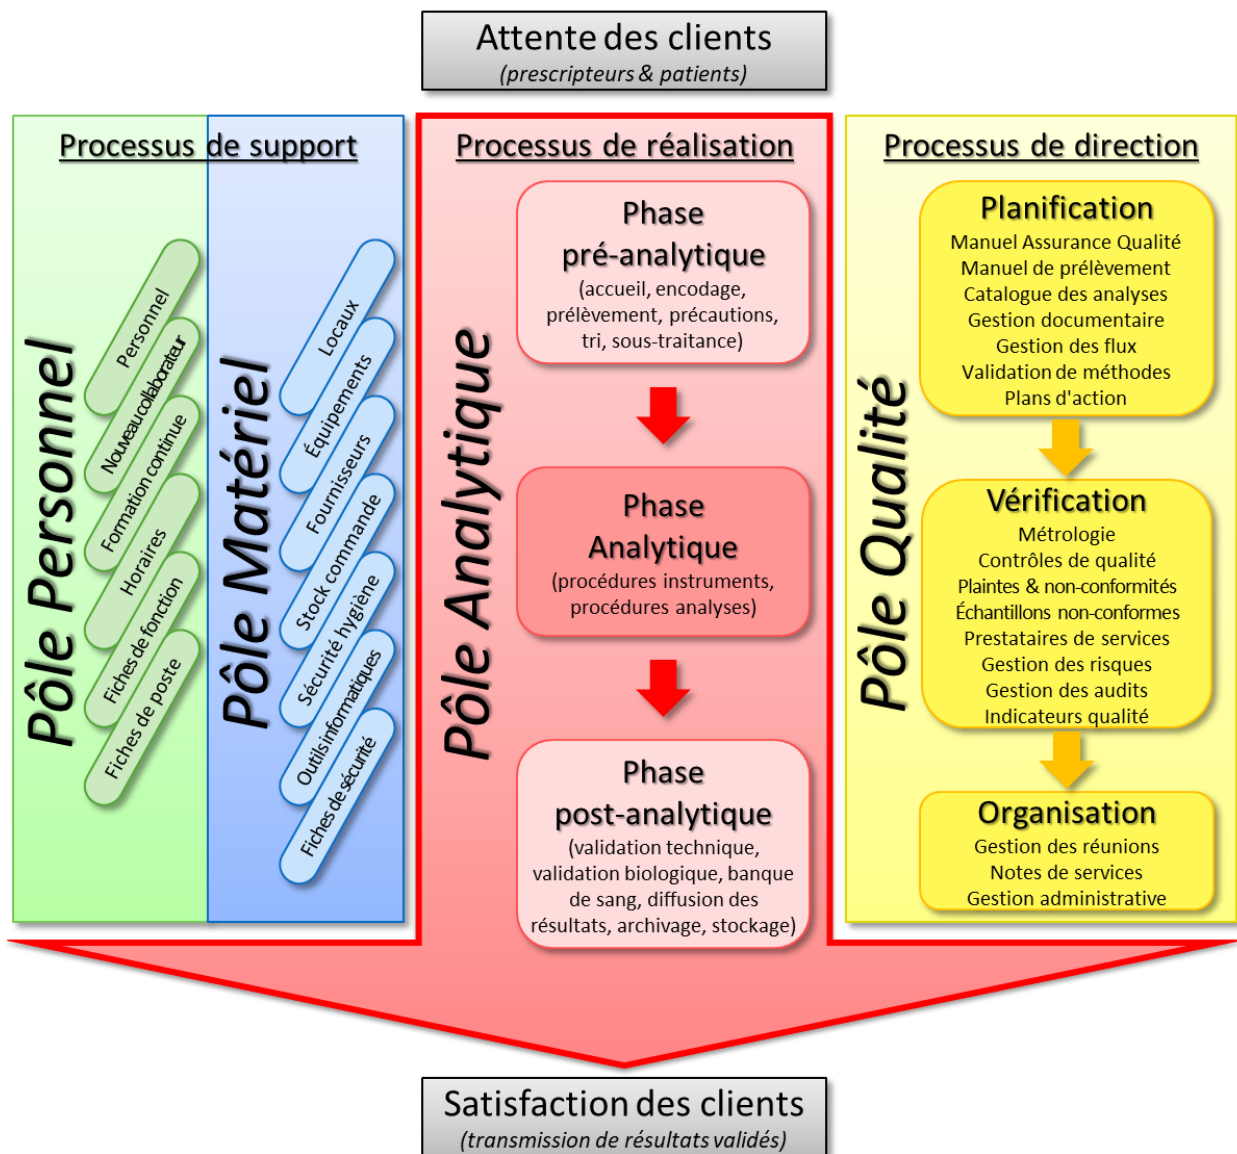 Attente des clients
(prescripteurs & patients)
Processus de support
Pôle Personnel
Personnel
Nouveau collaborateur
Formation continue
Horaires
Fiches de fonction
Fiches de poste
Pôle Matériel
Locaux
Équipements
Fournisseurs
Stock commande
Sécurité hygiène
Outils informatiques
Fiches de sécurité
Processus de réalisation
Pôle Analytique
Phase
pré-analytique
(accueil, encodage,
prélèvement, précautions,
tri, sous-traitance)
Phase
Analytique
(procédures instruments,
procédures analyses)
Phase
post-analytique
(validation technique,
validation biologique, banque
de sang, diffusion des
résultats, archivage, stockage)
Processus de direction
Pôle Qualité
Planification
Manuel Assurance Qualité
Manuel de prélèvement
Catalogue des analyses
Gestion documentaire
Gestion des flux
Validation de méthodes
Plans d'action
Vérification
Métrologie
Contrôles de qualité
Plaintes & non-conformités
Échantillons non-conformes
Prestataires de services
Gestion des risques
Gestion des audits
Indicateurs qualité
Organisation
Gestion des réunions
Notes de services
Gestion administrative
Satisfaction des clients
(transmission de résultats validés)